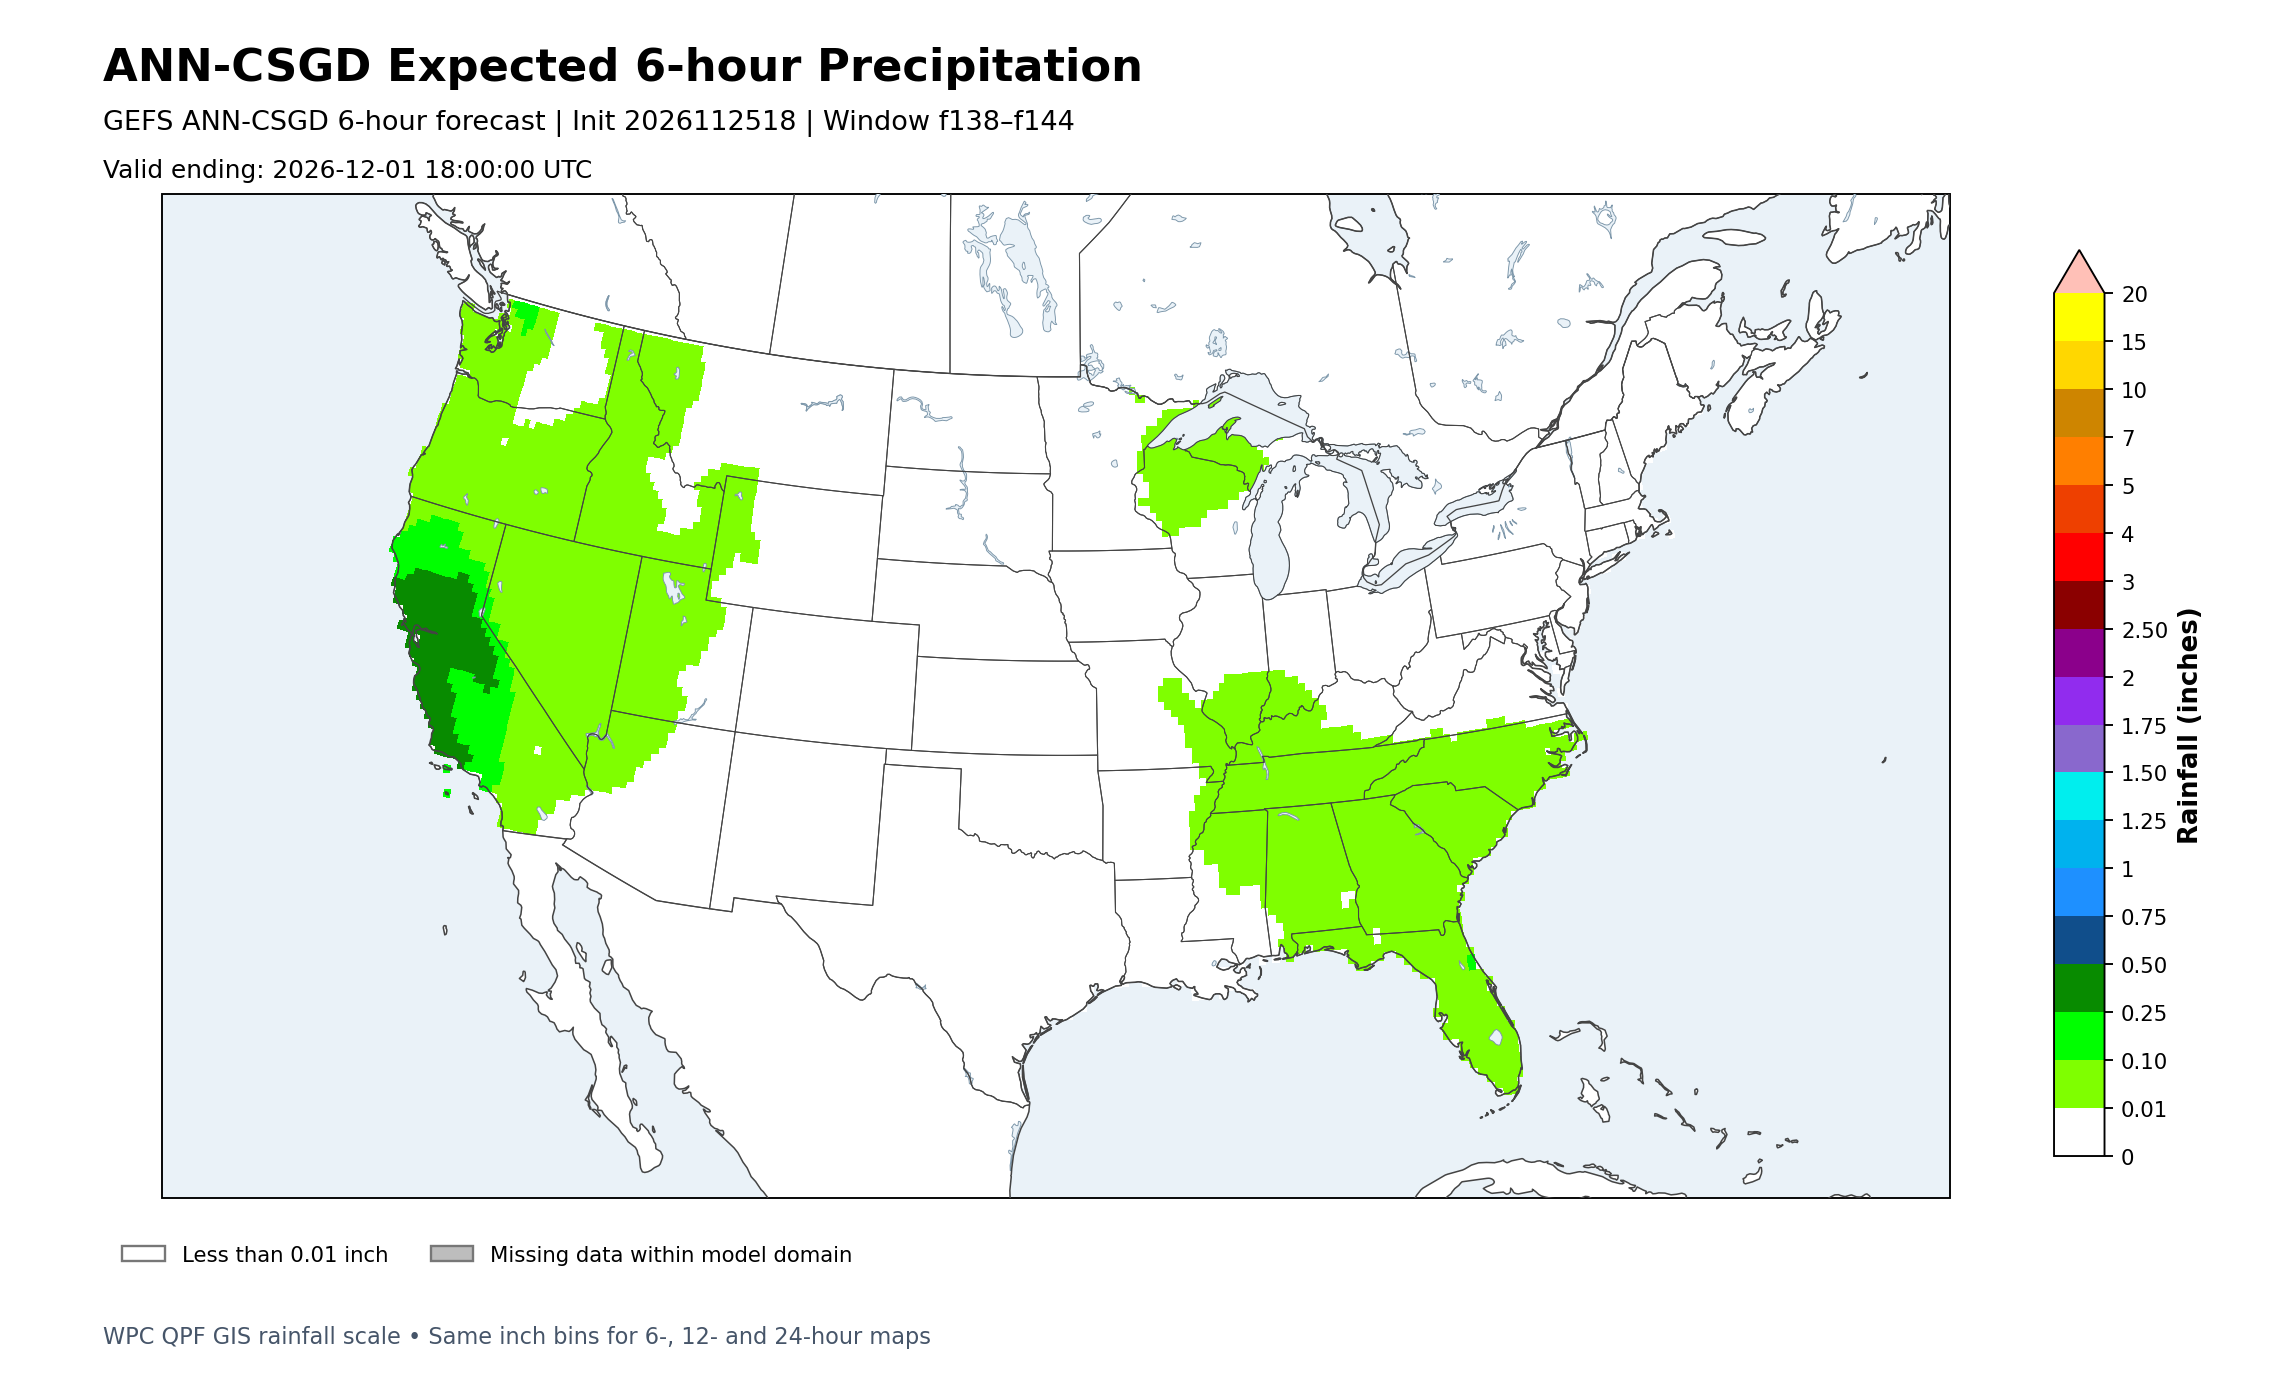 ANN-CSGD Expected 6-hour Precipitation
GEFS ANN-CSGD 6-hour forecast | Init 2026112518 | Window f138–f144
Valid ending: 2026-12-01 18:00:00 UTC
20
15
10
7
5
4
3
2.50
2
1.75
1.50
1.25
1
0.75
0.50
0.25
0.10
0.01
0
Rainfall (inches)
Less than 0.01 inch
Missing data within model domain
WPC QPF GIS rainfall scale • Same inch bins for 6-, 12- and 24-hour maps